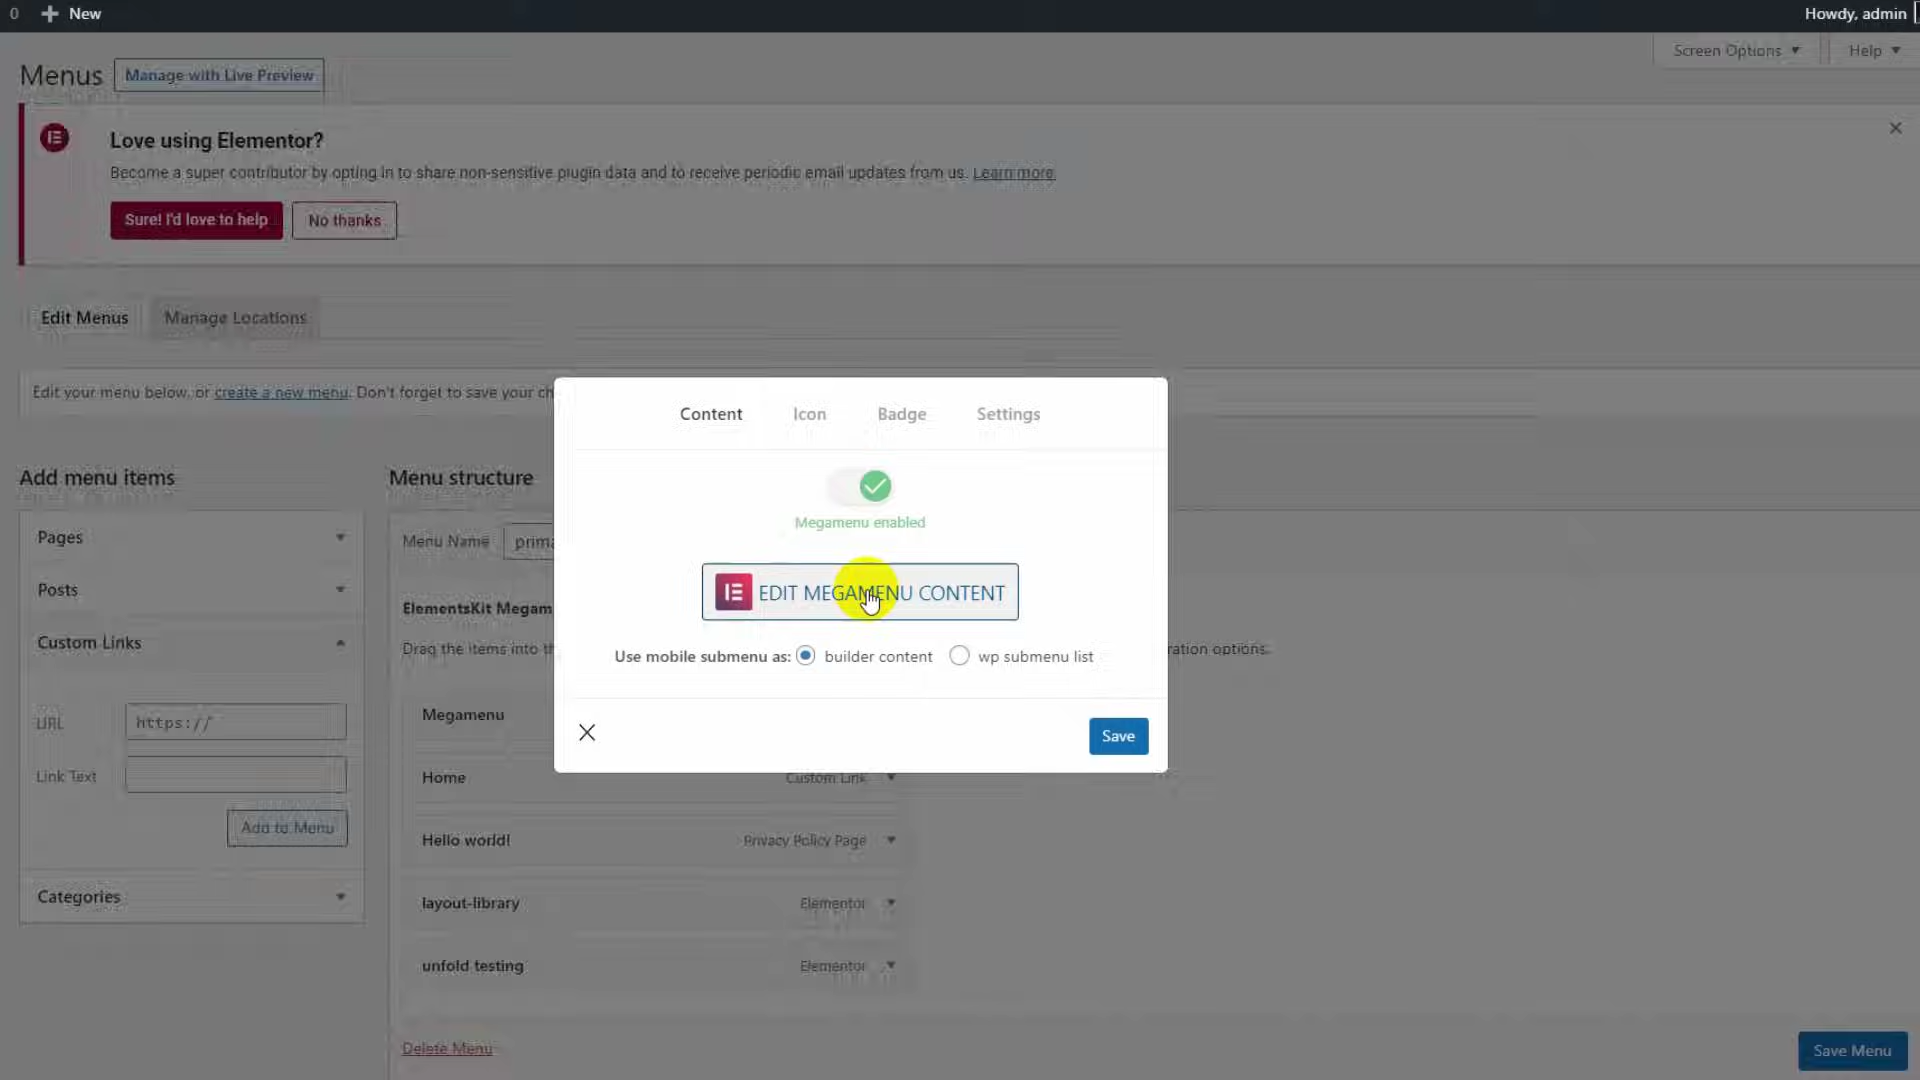 0 New Howdy, admin
Screen Options Help
Menus Manage with Live Preview
Love using Elementor?
Become a super contributor by opting in to share non-sensitive plugin data and to receive periodic email updates from us. Learn more.
Sure! I'd love to help No thanks
Edit Menus Manage Locations
Edit your menu below, or create a new menu. Don't forget to save your
Content Icon Badge Settings
Megamenu enabled
EDIT MEGAMENU CONTENT
Use mobile submenu as: builder content wp submenu list
Save
Add menu items Menu structure
Pages
Menu Name
Posts
ElementsKit
Custom Links
Drag the items into
options.
URL https://
Link Text
Add to Menu
Categories
Megamenu
Home Custom Link
Hello world! Privacy Policy Page
layout-library Elementor
unfold testing Elementor
Delete Menu
Save Menu